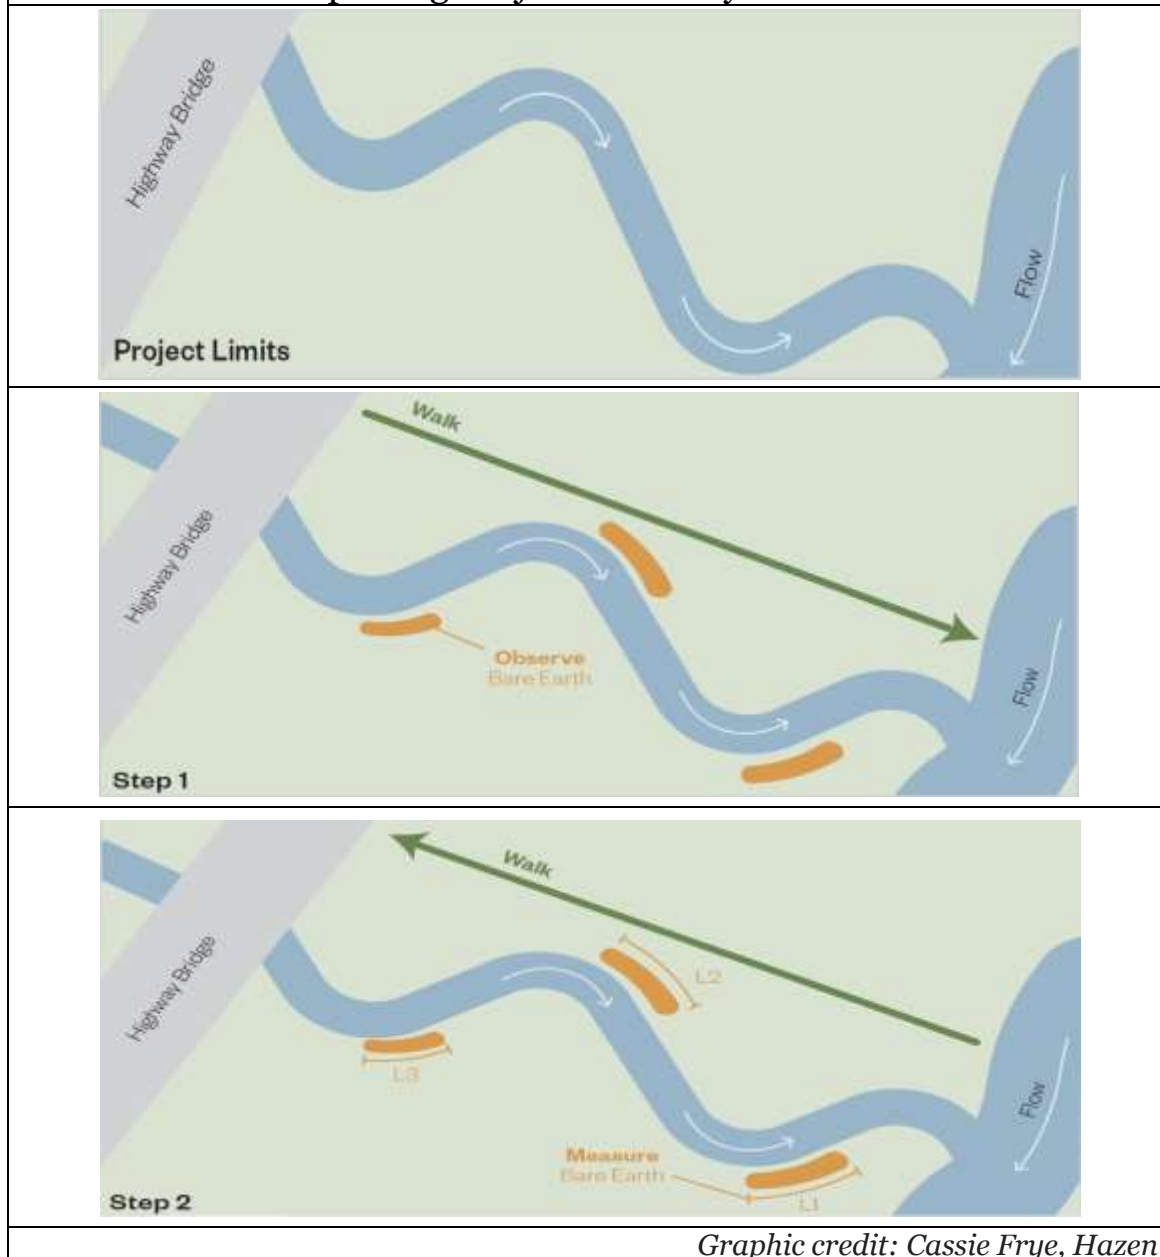 Highway Bridge
Flow
Project Limits
Walk
Highway Bridge
Observe
Bare Earth
Flow
Step 1
Walk
Highway Bridge
L2
L3
Flow
Measure
Bare Earth
L1
Step 2
Graphic credit: Cassie Frye, Hazen